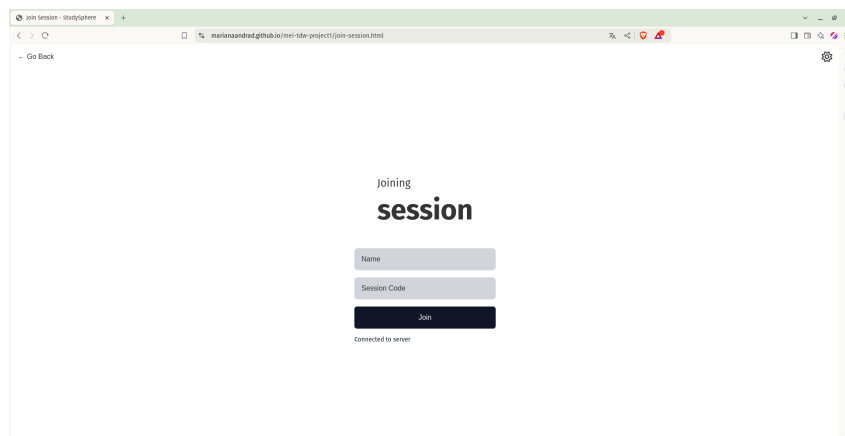 Join Session - StudySphere
marianaandrad.github.io/mei-tdw-project1/join-session.html
← Go Back
Joining
session
Name
Session Code
Join
Connected to server